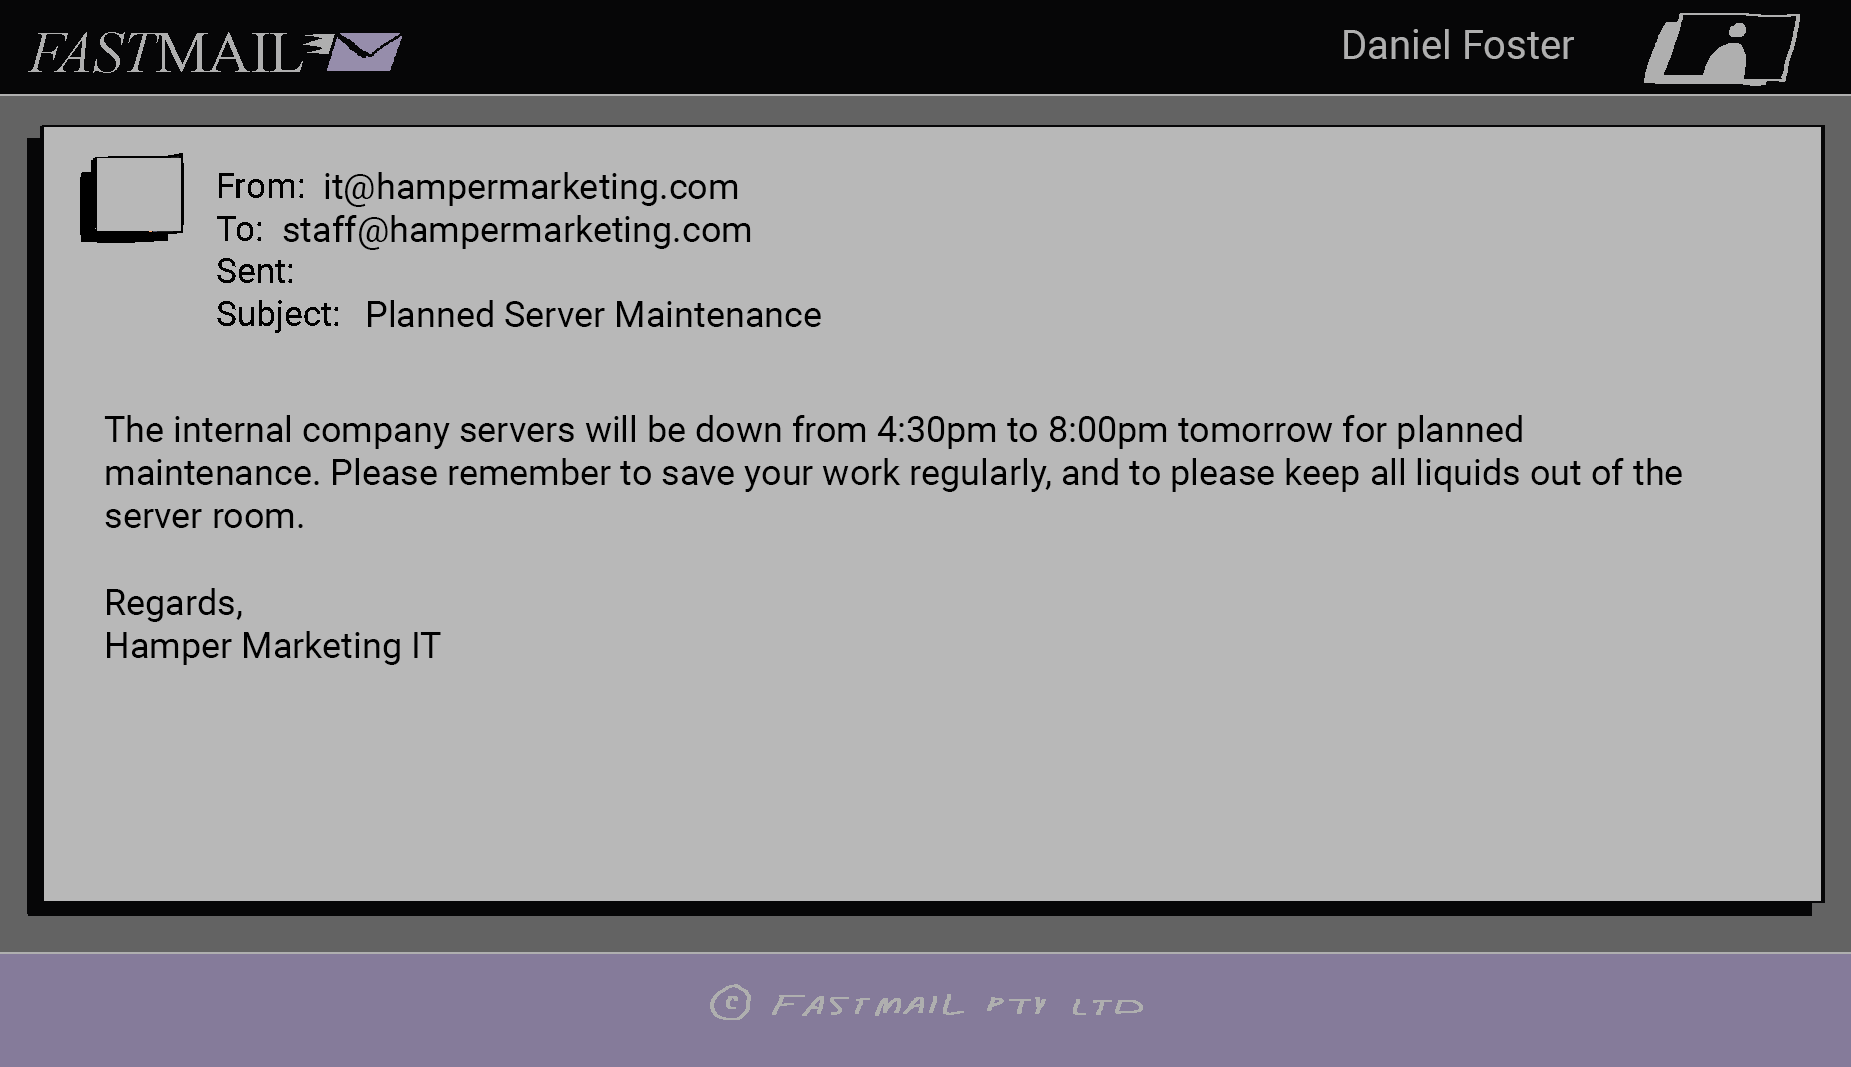 FASTMAIL
Daniel Foster
From: it@hampermarketing.com
To: staff@hampermarketing.com
Sent:
Subject: Planned Server Maintenance
The internal company servers will be down from 4:30pm to 8:00pm tomorrow for planned
maintenance. Please remember to save your work regularly, and to please keep all liquids out of the
server room.
Regards,
Hamper Marketing IT
© FASTMAIL PTY LTD